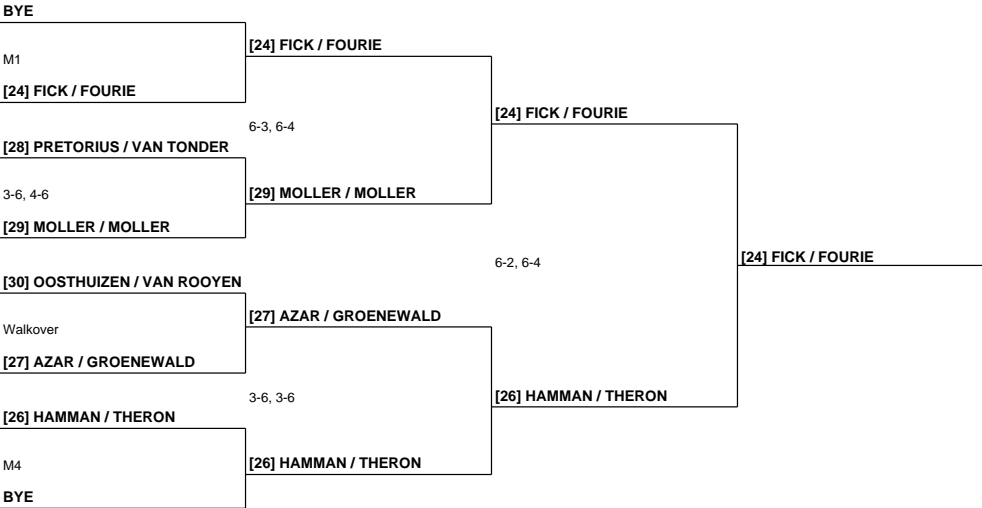 BYE
M1
[24] FICK / FOURIE
[28] PRETORIUS / VAN TONDER
3-6, 4-6
[29] MOLLER / MOLLER
[30] OOSTHUIZEN / VAN ROOYEN
Walkover
[27] AZAR / GROENEWALD
[26] HAMMAN / THERON
M4
BYE
[24] FICK / FOURIE
6-3, 6-4
[29] MOLLER / MOLLER
[27] AZAR / GROENEWALD
3-6, 3-6
[26] HAMMAN / THERON
[24] FICK / FOURIE
6-2, 6-4
[26] HAMMAN / THERON
[24] FICK / FOURIE